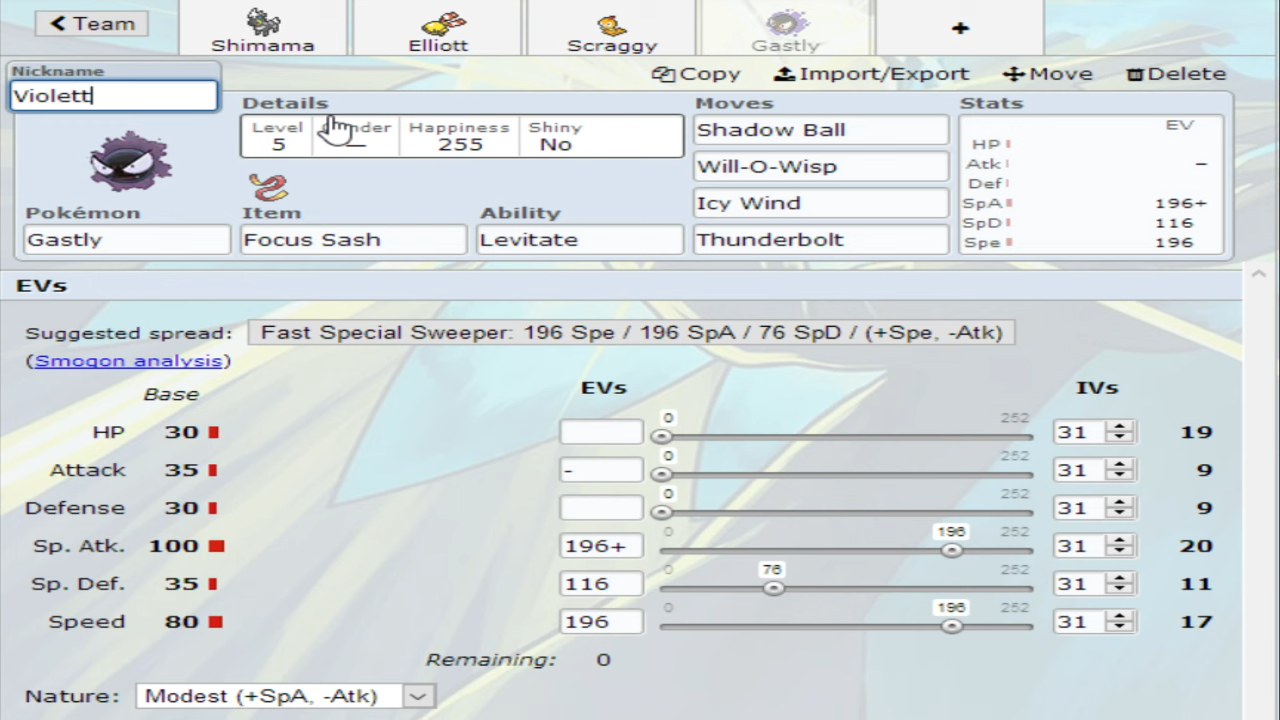 Team
Shimama
Elliott
Scraggy
Gastly
+
Nickname
Violett
Copy
Import/Export
Move
Delete
Details
Level
5
nder
—
Happiness
255
Shiny
No
Moves
Shadow Ball
Will-O-Wisp
Icy Wind
Thunderbolt
Stats
EV
HP
Atk –
Def
SpA 196+
SpD 116
Spe 196
Pokémon
Gastly
Item
Focus Sash
Ability
Levitate
EVs
Suggested spread: Fast Special Sweeper: 196 Spe / 196 SpA / 76 SpD / (+Spe, -Atk)
(Smogon analysis)
Base EVs IVs
HP 30 0 252 31 19
Attack 35 - 0 252 31 9
Defense 30 0 252 31 9
Sp. Atk. 100 196+ 0 196 252 31 20
Sp. Def. 35 116 0 76 252 31 11
Speed 80 196 0 196 252 31 17
Remaining: 0
Nature: Modest (+SpA, -Atk)